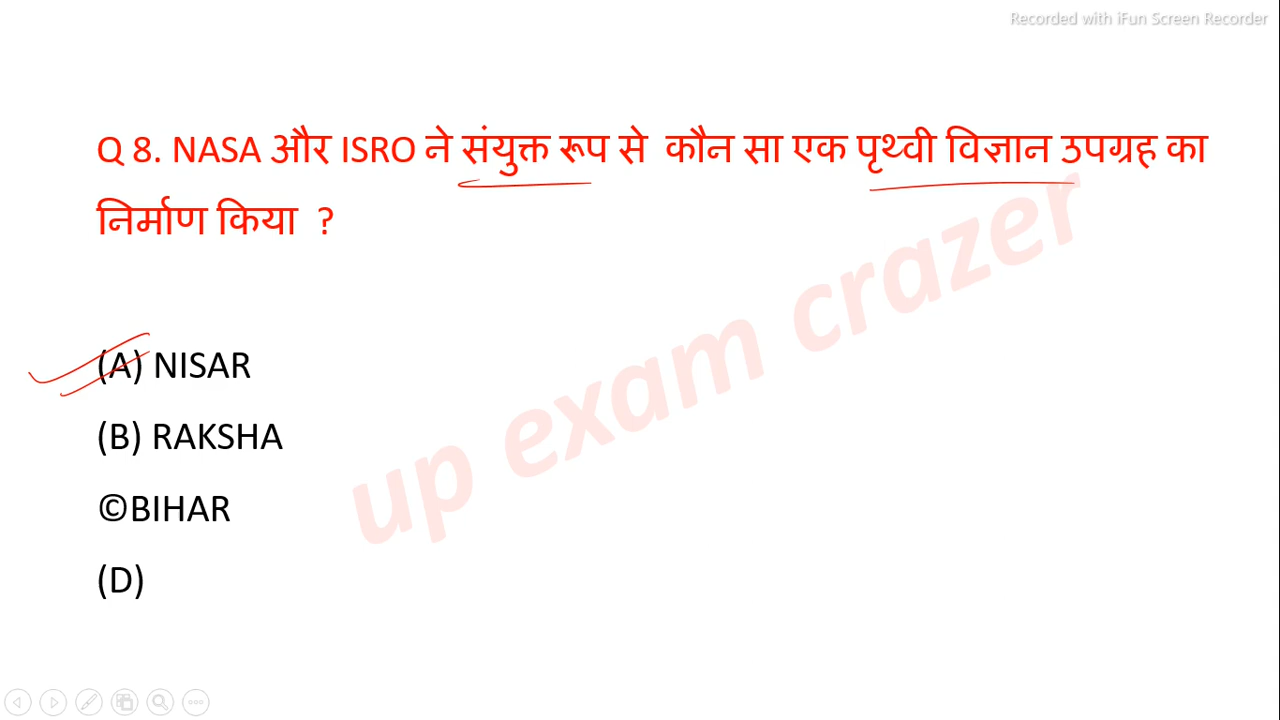 Recorded with iFun Screen Recorder
Q 8. NASA और ISRO ने संयुक्त रूप से कौन सा एक पृथ्वी विज्ञान उपग्रह का
निर्माण किया ?
(A) NISAR
(B) RAKSHA
©BIHAR
(D)
up exam crazer